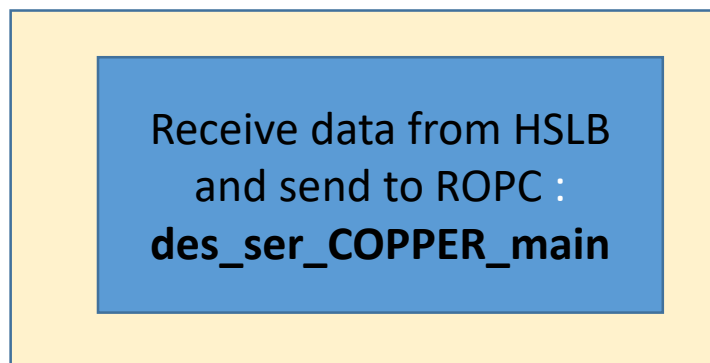 Receive data from HSLB
and send to ROPC :
des_ser_COPPER_main